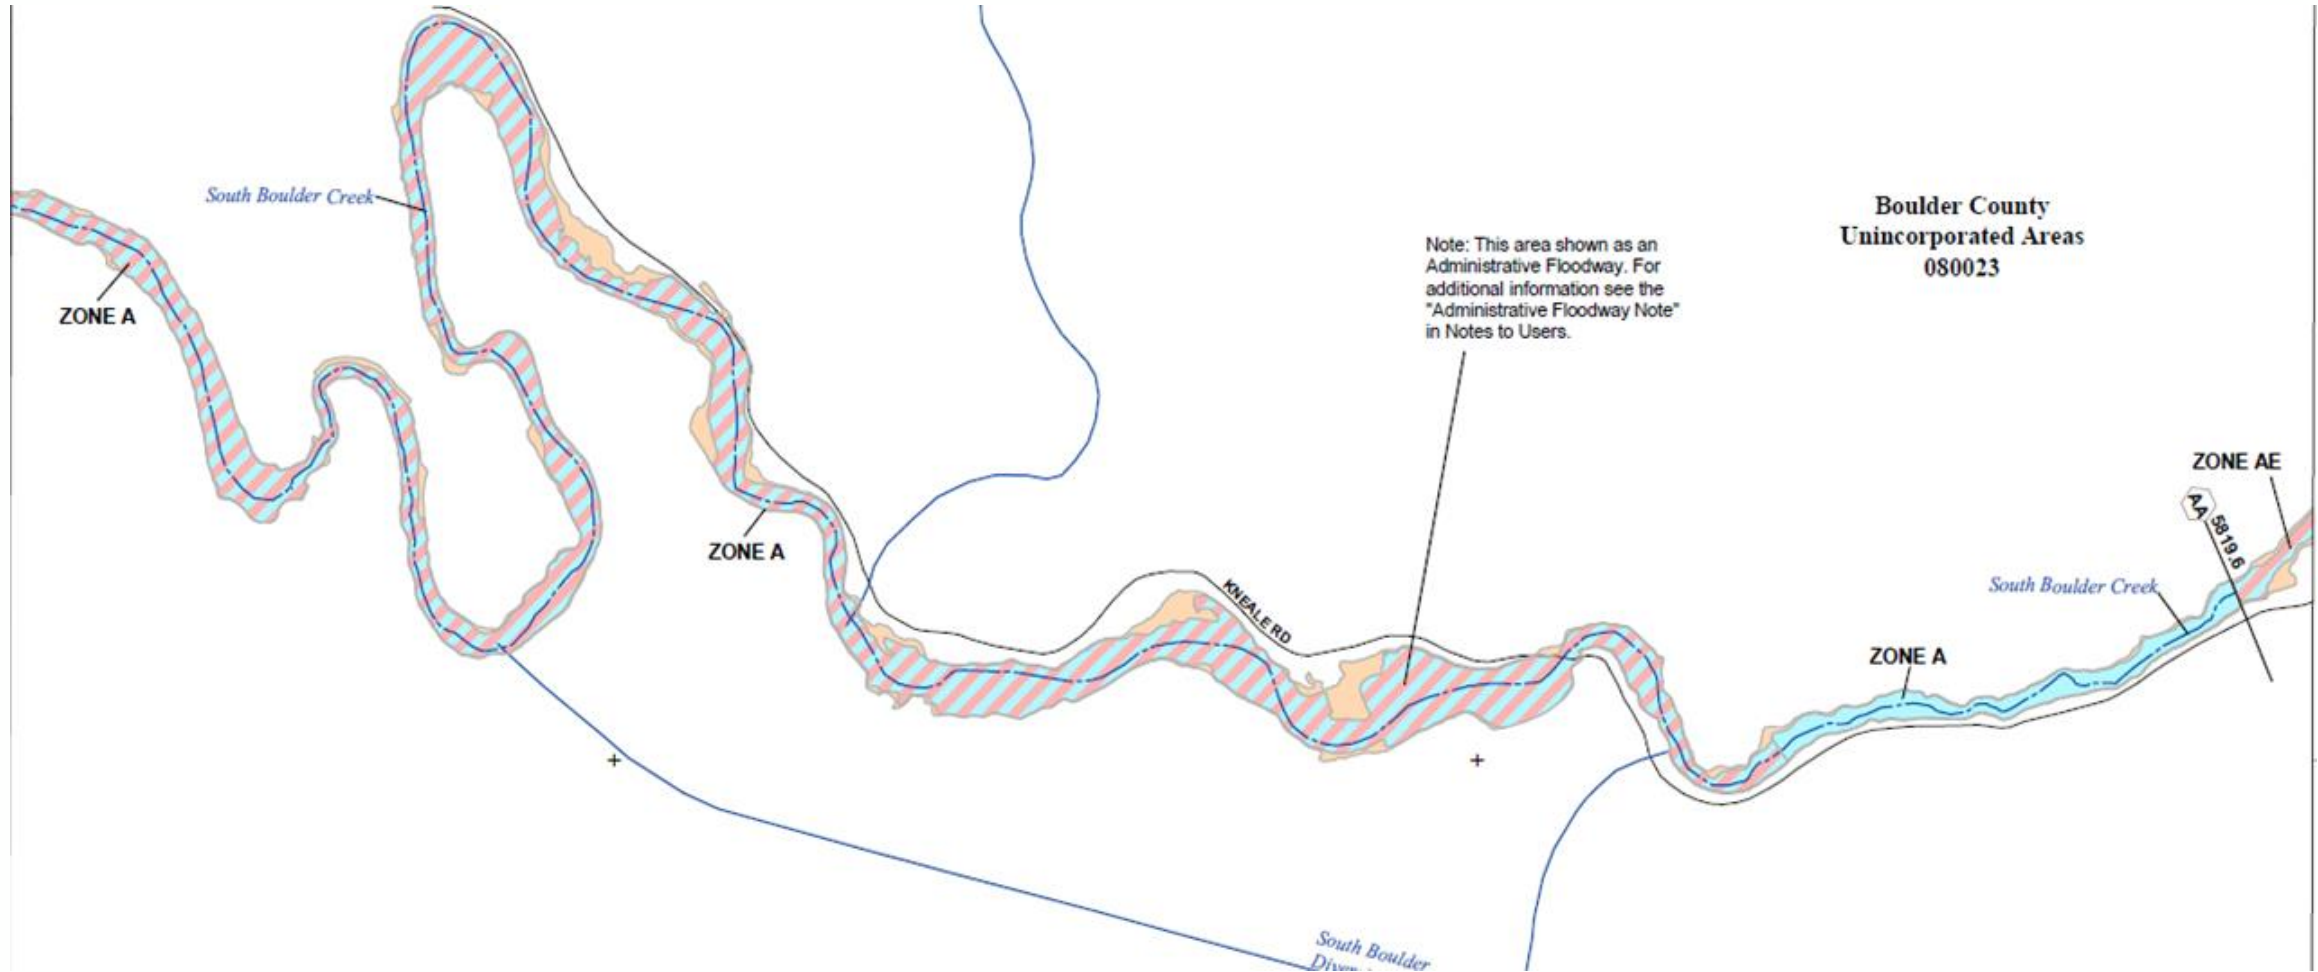 South Boulder Creek
ZONE A
ZONE A
Note: This area shown as an
Administrative Floodway. For
additional information see the
"Administrative Floodway Note"
in Notes to Users.
Boulder County
Unincorporated Areas
080023
KNEALE RD
ZONE AE
AA
5819.6
South Boulder Creek
ZONE A
South Boulder